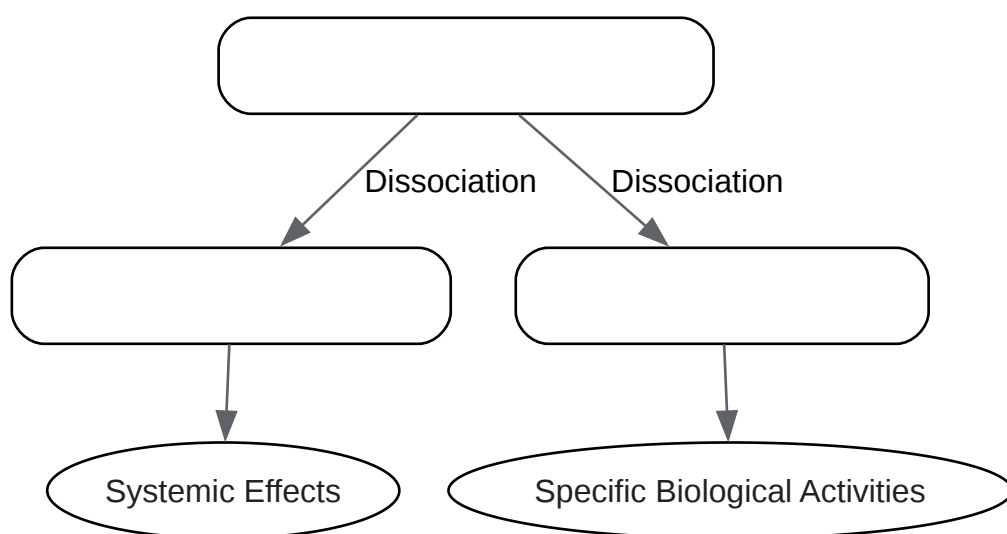 Dissociation
Dissociation
Systemic Effects
Specific Biological Activities